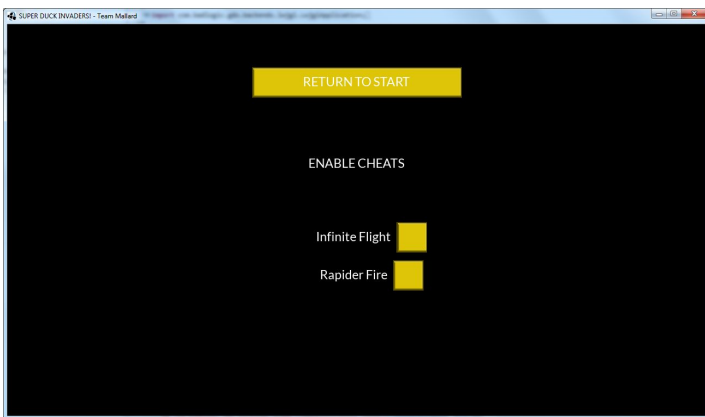 SUPER DUCK INVADERS! - Team Mallard
RETURN TO START
ENABLE CHEATS
Infinite Flight
Rapider Fire